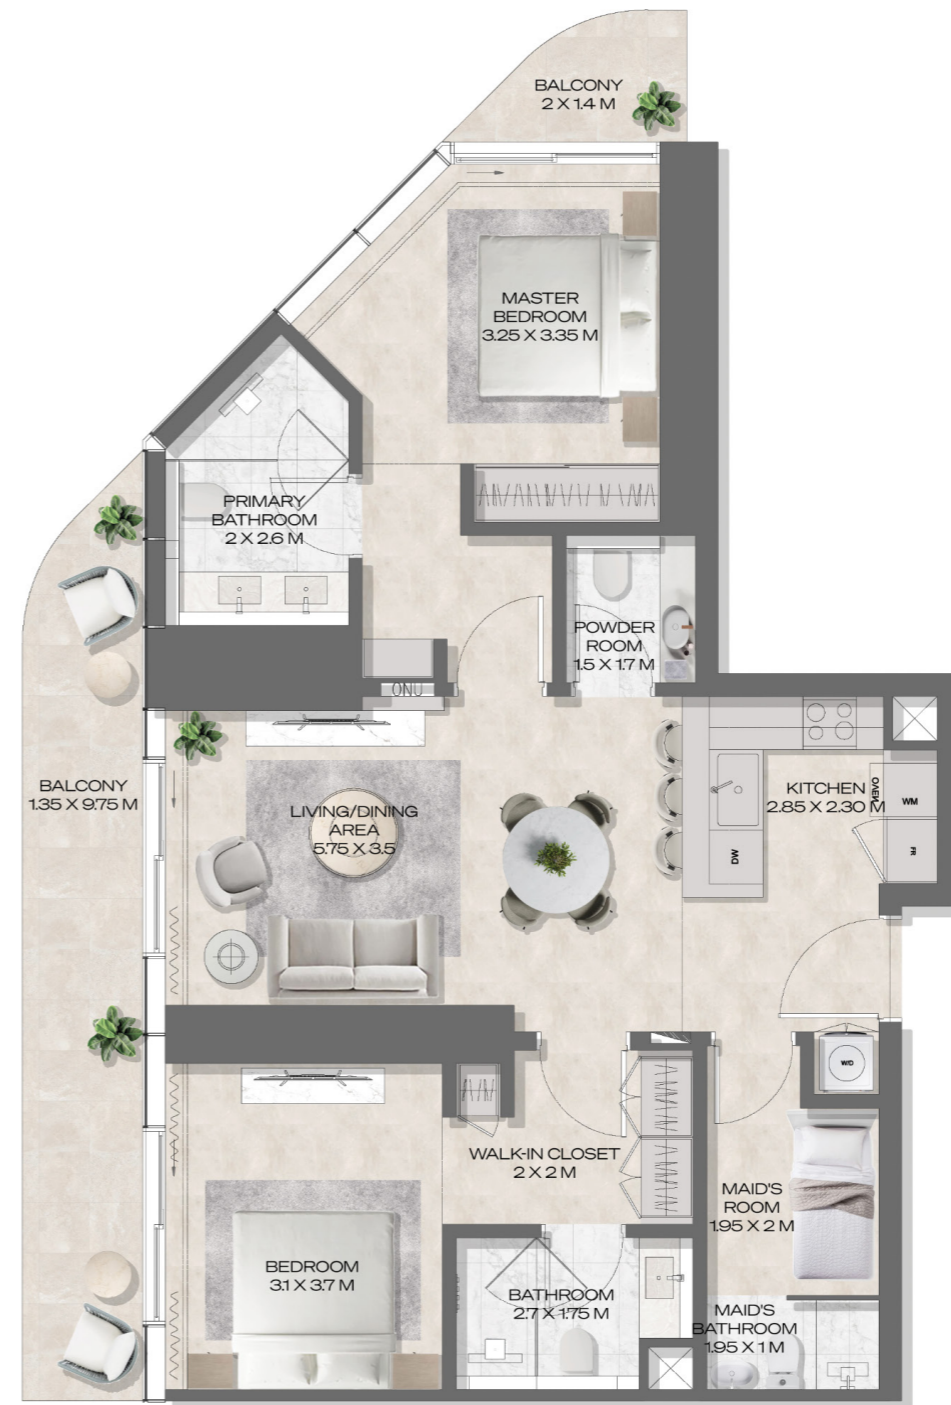 BALCONY
2 X 1.4 M
MASTER
BEDROOM
3.25 X 3.35 M
PRIMARY
BATHROOM
2 X 2.6 M
POWDER
ROOM
1.5 X 1.7 M
ONU
BALCONY
1.35 X 9.75 M
LIVING/DINING
AREA
5.75 X 3.5
KITCHEN
2.85 X 2.30 M
OVEN
WM
DW
FR
W/D
WALK-IN CLOSET
2 X 2 M
MAID'S
ROOM
1.95 X 2 M
BEDROOM
3.1 X 3.7 M
BATHROOM
2.7 X 1.75 M
MAID'S
BATHROOM
1.95 X 1 M